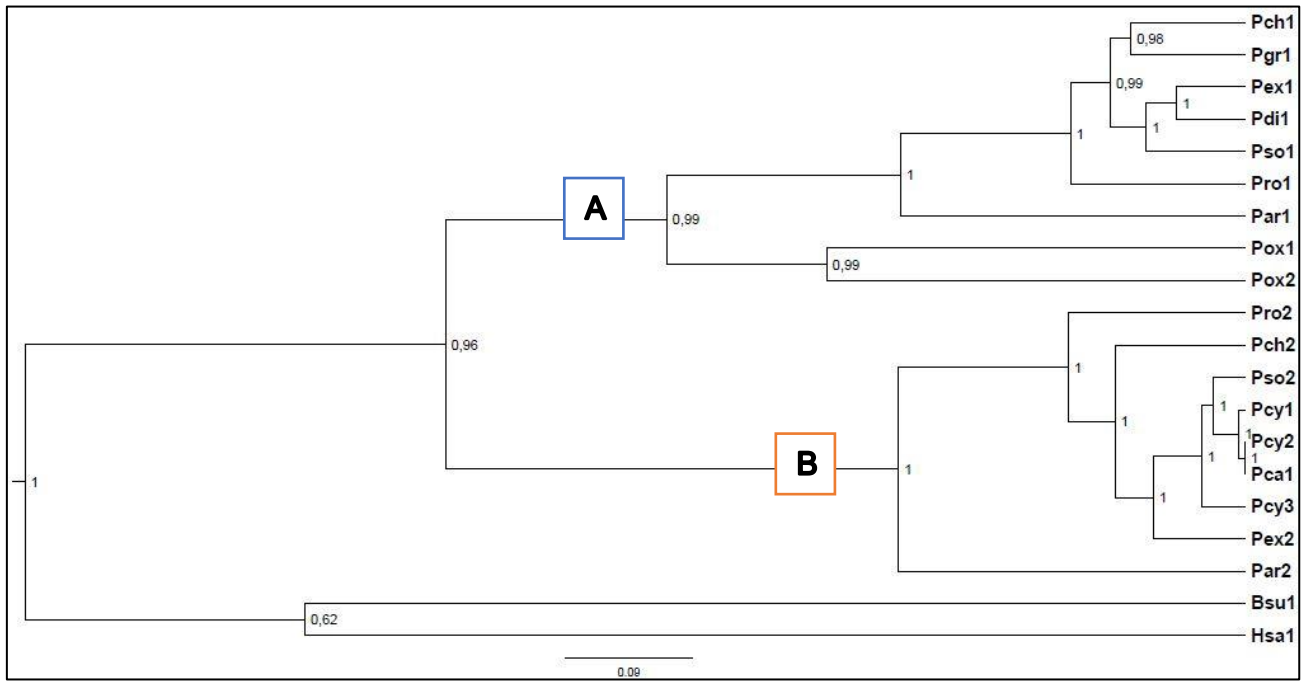 Pch1
0,98
Pgr1
0,99
Pex1
1
Pdi1
1
1
Pso1
1
Pro1
A
0,99
Par1
Pox1
0,99
Pox2
Pro2
0,96
Pch2
1
Pso2
1
Pcy1
1
1
Pcy2
B
1
1
1
Pca1
1
1
Pcy3
Pex2
Par2
Bsu1
0,62
Hsa1
0.09